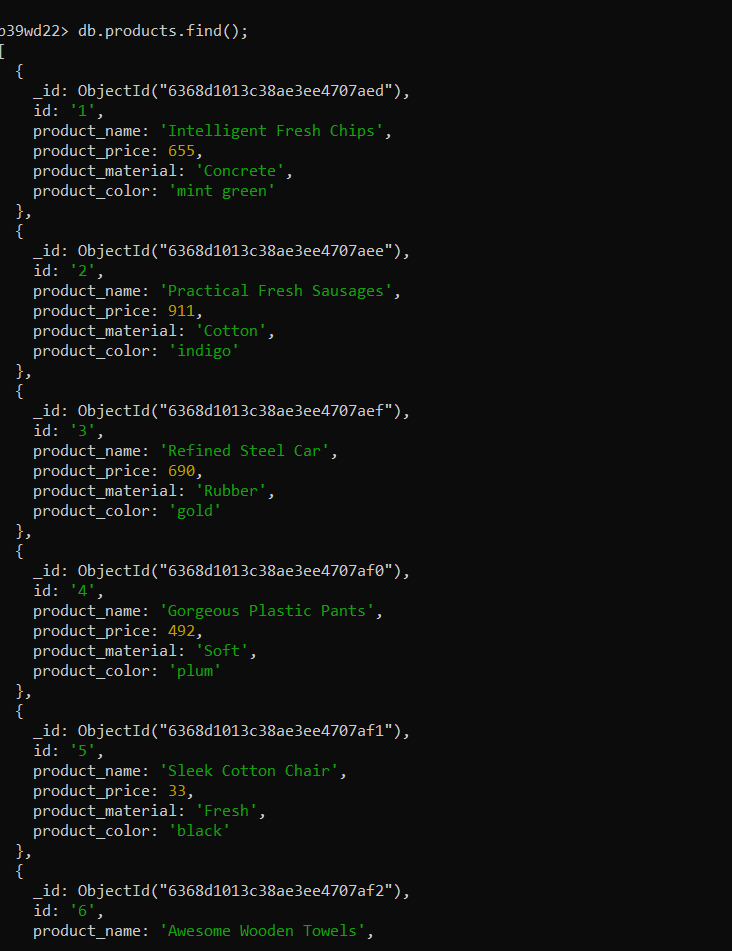 b39wd22> db.products.find();
[
{
_id: ObjectId("6368d1013c38ae3ee4707aed"),
id: '1',
product_name: 'Intelligent Fresh Chips',
product_price: 655,
product_material: 'Concrete',
product_color: 'mint green'
},
{
_id: ObjectId("6368d1013c38ae3ee4707aee"),
id: '2',
product_name: 'Practical Fresh Sausages',
product_price: 911,
product_material: 'Cotton',
product_color: 'indigo'
},
{
_id: ObjectId("6368d1013c38ae3ee4707aef"),
id: '3',
product_name: 'Refined Steel Car',
product_price: 690,
product_material: 'Rubber',
product_color: 'gold'
},
{
_id: ObjectId("6368d1013c38ae3ee4707af0"),
id: '4',
product_name: 'Gorgeous Plastic Pants',
product_price: 492,
product_material: 'Soft',
product_color: 'plum'
},
{
_id: ObjectId("6368d1013c38ae3ee4707af1"),
id: '5',
product_name: 'Sleek Cotton Chair',
product_price: 33,
product_material: 'Fresh',
product_color: 'black'
},
{
_id: ObjectId("6368d1013c38ae3ee4707af2"),
id: '6',
product_name: 'Awesome Wooden Towels',